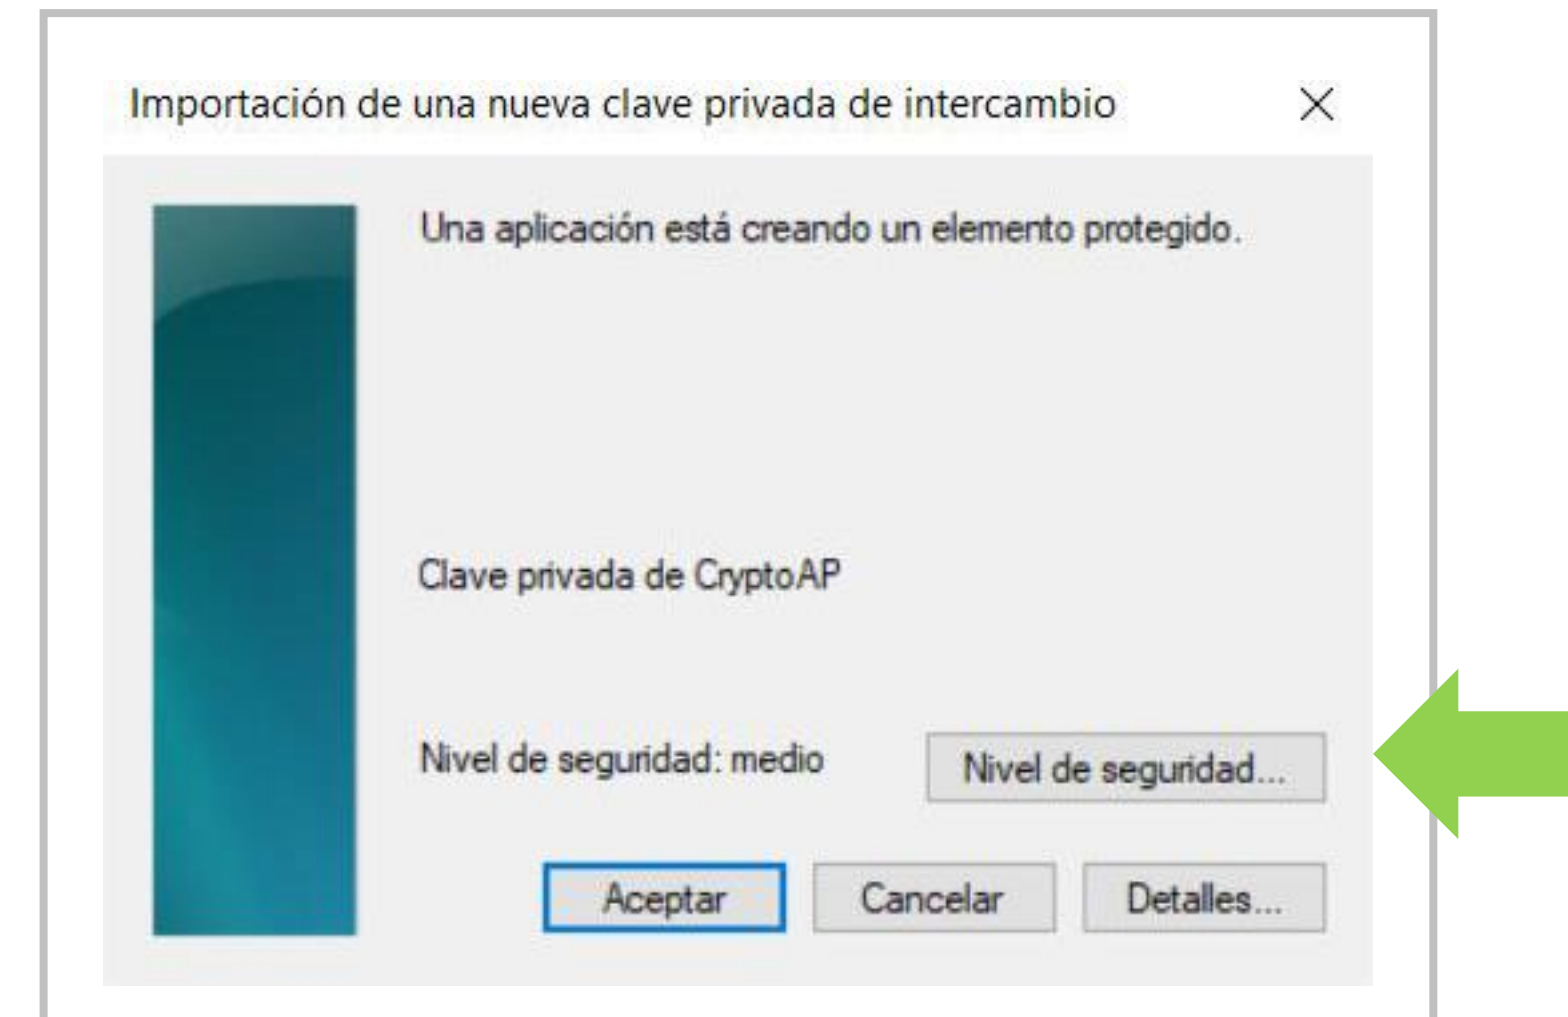 Importación de una nueva clave privada de intercambio
Una aplicación está creando un elemento protegido.
Clave privada de CryptoAP
Nivel de seguridad: medio
Nivel de seguridad...
Aceptar
Cancelar
Detalles...